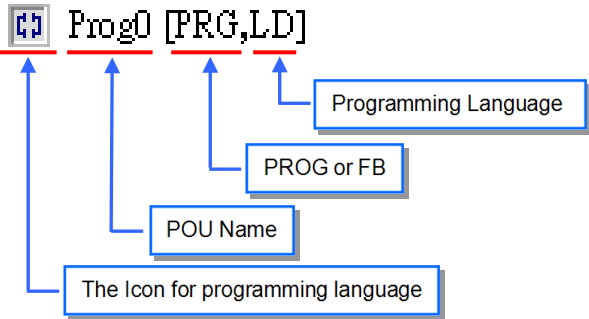 Prog0 [PRG,LD]
Programming Language
PROG or FB
POU Name
The Icon for programming language